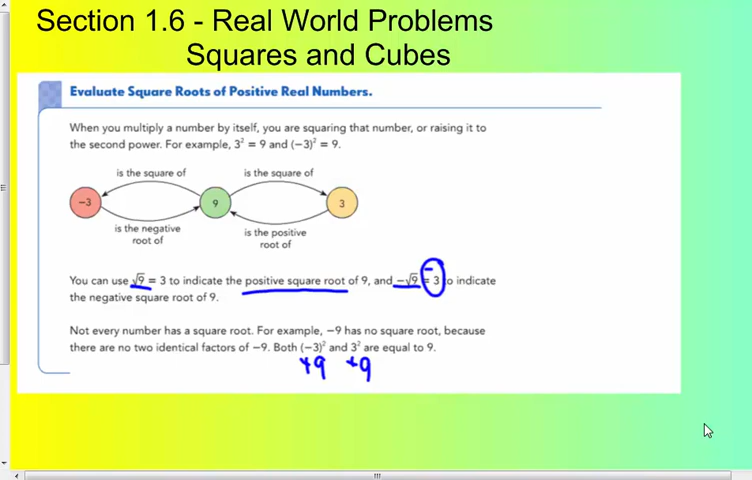 Section 1.6 - Real World Problems
Squares and Cubes
Evaluate Square Roots of Positive Real Numbers.
When you multiply a number by itself, you are squaring that number, or raising it to
the second power. For example, 3² = 9 and (−3)² = 9.
is the square of is the square of
−3 9 3
is the negative
root of
is the positive
root of
You can use √9 = 3 to indicate the positive square root of 9, and −√9 = -3 to indicate
the negative square root of 9.
Not every number has a square root. For example, −9 has no square root, because
there are no two identical factors of −9. Both (−3)² and 3² are equal to 9.
+9 +9